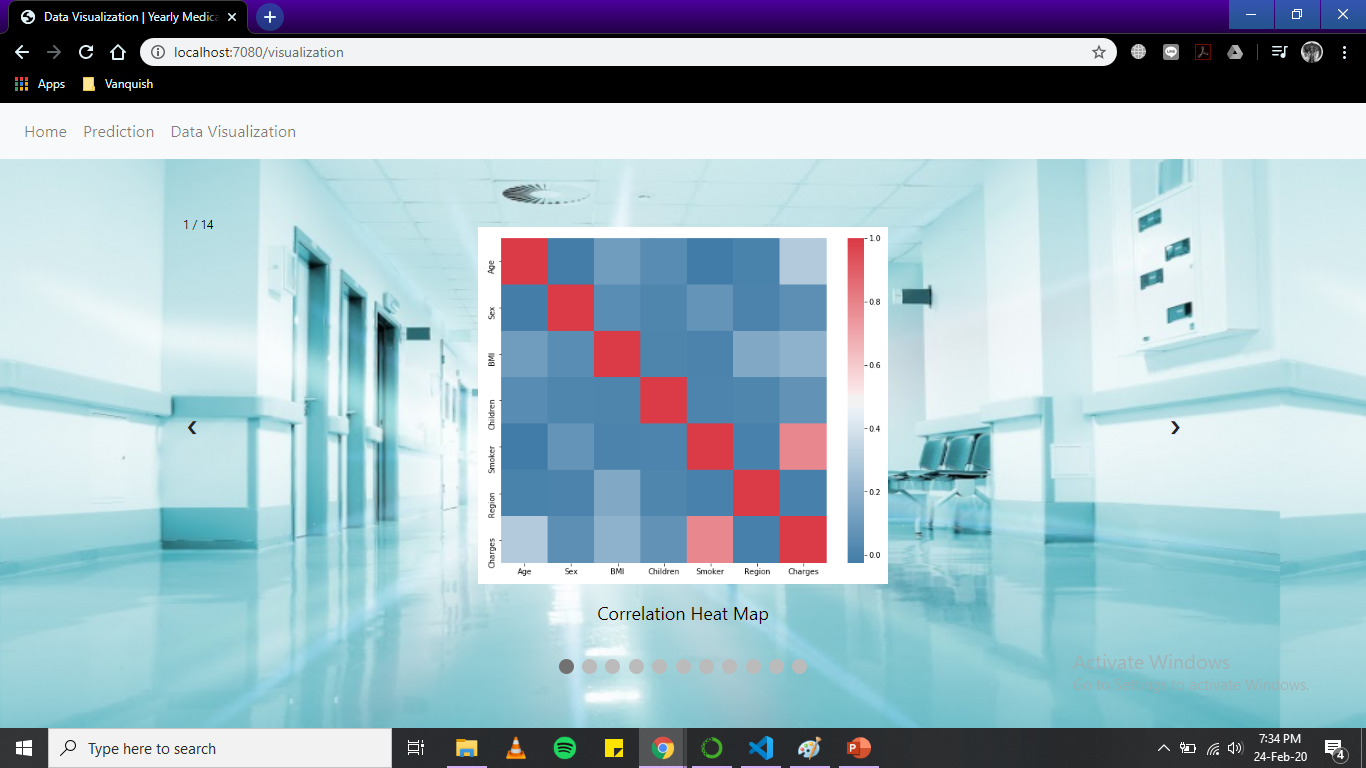 Data Visualization | Yearly Medica
localhost:7080/visualization
Apps
Vanquish
Home
Prediction
Data Visualization
1 / 14
Age
Sex
BMI
Children
Smoker
Region
Charges
Age Sex BMI Children Smoker Region Charges
1.0
0.8
0.6
0.4
0.2
0.0
❮
❯
Correlation Heat Map
Activate Windows
Go to Settings to activate Windows.
Type here to search
7:34 PM
24-Feb-20
4